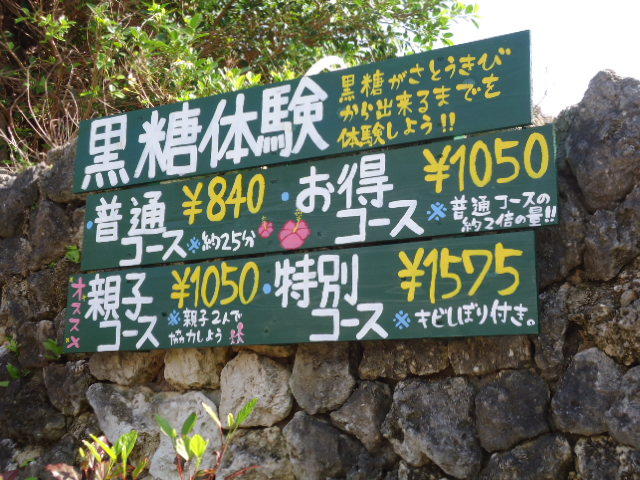 黒糖体験
黒糖がさとうきび
から出来るまでを
体験しよう!!
・普通コース ¥840
※約25分
・お得コース ¥1050
※普通コースの
約2倍の量!!
オススメ
親子コース ¥1050
※親子2人で
協力しよう
・特別コース ¥1575
※キビしぼり付き。